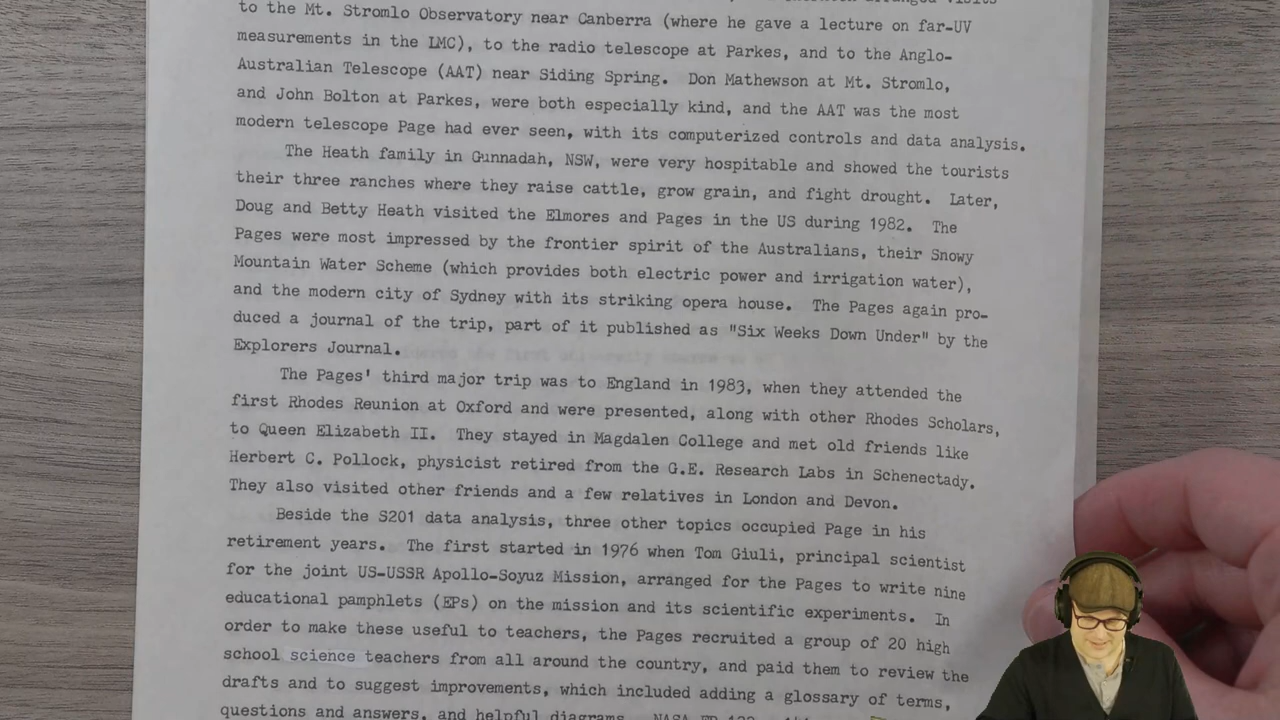 arranged visits
to the Mt. Stromlo Observatory near Canberra (where he gave a lecture on far-UV
measurements in the LMC), to the radio telescope at Parkes, and to the Anglo-
Australian Telescope (AAT) near Siding Spring.  Don Mathewson at Mt. Stromlo,
and John Bolton at Parkes, were both especially kind, and the AAT was the most
modern telescope Page had ever seen, with its computerized controls and data analysis.
The Heath family in Gunnadah, NSW, were very hospitable and showed the tourists
their three ranches where they raise cattle, grow grain, and fight drought.  Later,
Doug and Betty Heath visited the Elmores and Pages in the US during 1982.  The
Pages were most impressed by the frontier spirit of the Australians, their Snowy
Mountain Water Scheme (which provides both electric power and irrigation water),
and the modern city of Sydney with its striking opera house.  The Pages again pro-
duced a journal of the trip, part of it published as "Six Weeks Down Under" by the
Explorers Journal.
The Pages' third major trip was to England in 1983, when they attended the
first Rhodes Reunion at Oxford and were presented, along with other Rhodes Scholars,
to Queen Elizabeth II.  They stayed in Magdalen College and met old friends like
Herbert C. Pollock, physicist retired from the G.E. Research Labs in Schenectady.
They also visited other friends and a few relatives in London and Devon.
Beside the S201 data analysis, three other topics occupied Page in his
retirement years.  The first started in 1976 when Tom Giuli, principal scientist
for the joint US-USSR Apollo-Soyuz Mission, arranged for the Pages to write nine
educational pamphlets (EPs) on the mission and its scientific experiments.  In
order to make these useful to teachers, the Pages recruited a group of 20 high
school science teachers from all around the country, and paid them to review the
drafts and to suggest improvements, which included adding a glossary of terms,
questions and answers, and helpful diagrams.  NASA